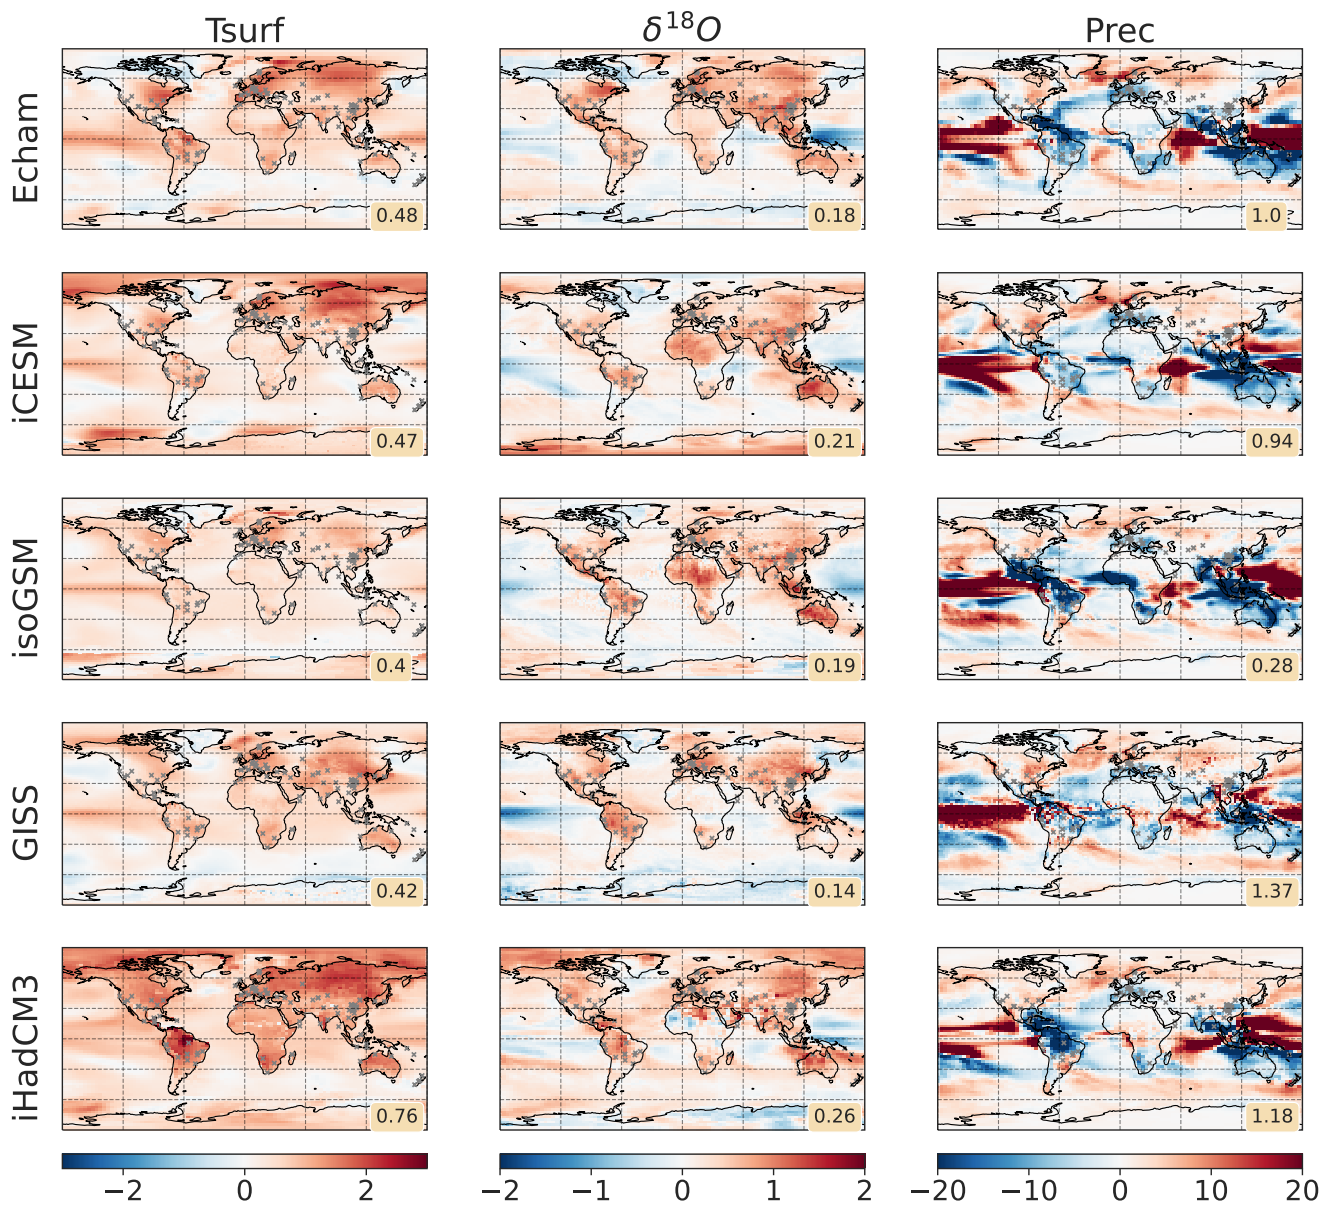 Tsurf δ¹⁸O Prec
Echam 0.48 0.18 1.0
iCESM 0.47 0.21 0.94
isoGSM 0.4 0.19 0.28
GISS 0.42 0.14 1.37
iHadCM3 0.76 0.26 1.18
−2 0 2 −2 −1 0 1 2 −20 −10 0 10 20